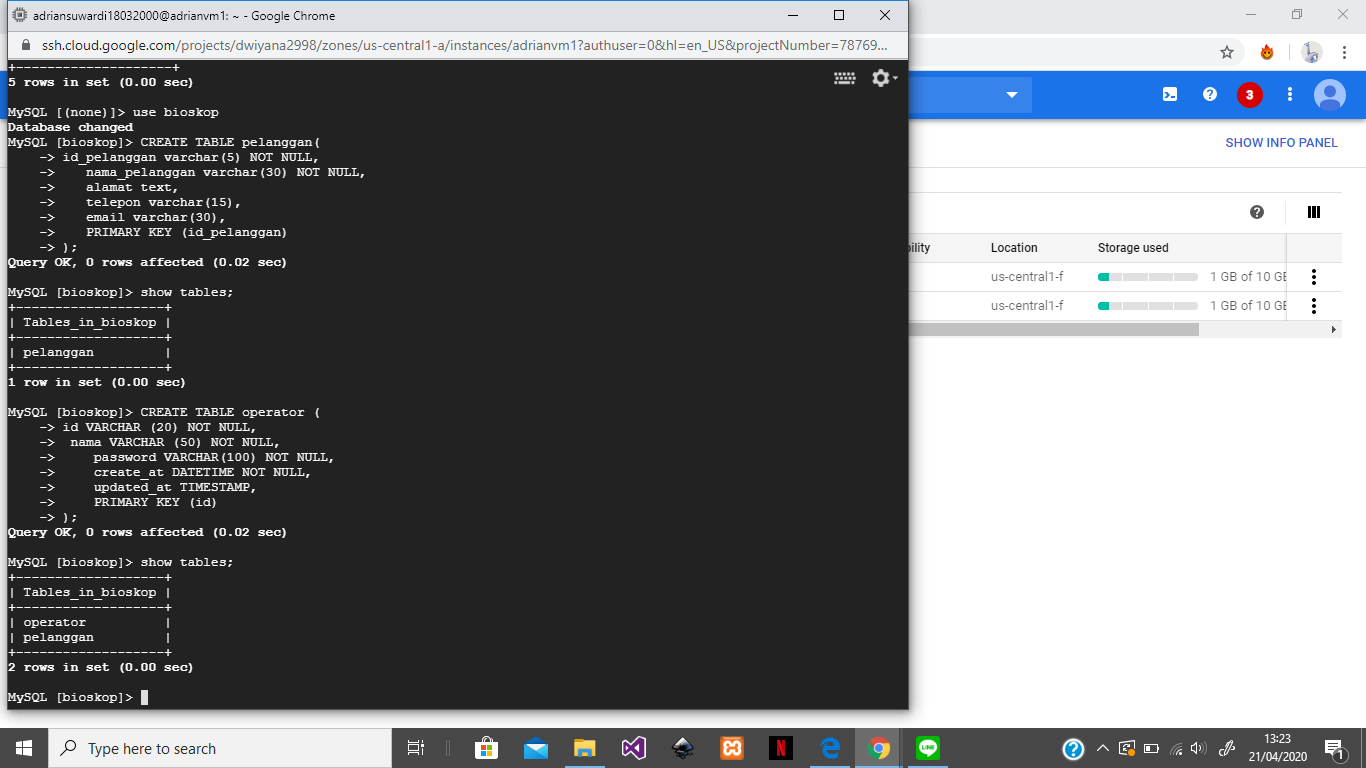 adriansuwardi18032000@adrianvm1: ~ - Google Chrome
ssh.cloud.google.com/projects/dwiyana2998/zones/us-central1-a/instances/adrianvm1?authuser=0&hl=en_US&projectNumber=78769...
+--------------------+
5 rows in set (0.00 sec)
MySQL [(none)]> use bioskop
Database changed
MySQL [bioskop]> CREATE TABLE pelanggan(
    -> id_pelanggan varchar(5) NOT NULL,
    ->    nama_pelanggan varchar(30) NOT NULL,
    ->    alamat text,
    ->    telepon varchar(15),
    ->    email varchar(30),
    ->    PRIMARY KEY (id_pelanggan)
    -> );
Query OK, 0 rows affected (0.02 sec)
MySQL [bioskop]> show tables;
+-------------------+
| Tables_in_bioskop |
+-------------------+
| pelanggan         |
+-------------------+
1 row in set (0.00 sec)
MySQL [bioskop]> CREATE TABLE operator (
    -> id VARCHAR (20) NOT NULL,
    ->  nama VARCHAR (50) NOT NULL,
    ->     password VARCHAR(100) NOT NULL,
    ->     create_at DATETIME NOT NULL,
    ->     updated_at TIMESTAMP,
    ->     PRIMARY KEY (id)
    -> );
Query OK, 0 rows affected (0.02 sec)
MySQL [bioskop]> show tables;
+-------------------+
| Tables_in_bioskop |
+-------------------+
| operator          |
| pelanggan         |
+-------------------+
2 rows in set (0.00 sec)
MySQL [bioskop]>
3
SHOW INFO PANEL
bility Location Storage used
us-central1-f 1 GB of 10 GB
us-central1-f 1 GB of 10 GB
Type here to search
LINE
13:23
21/04/2020
1